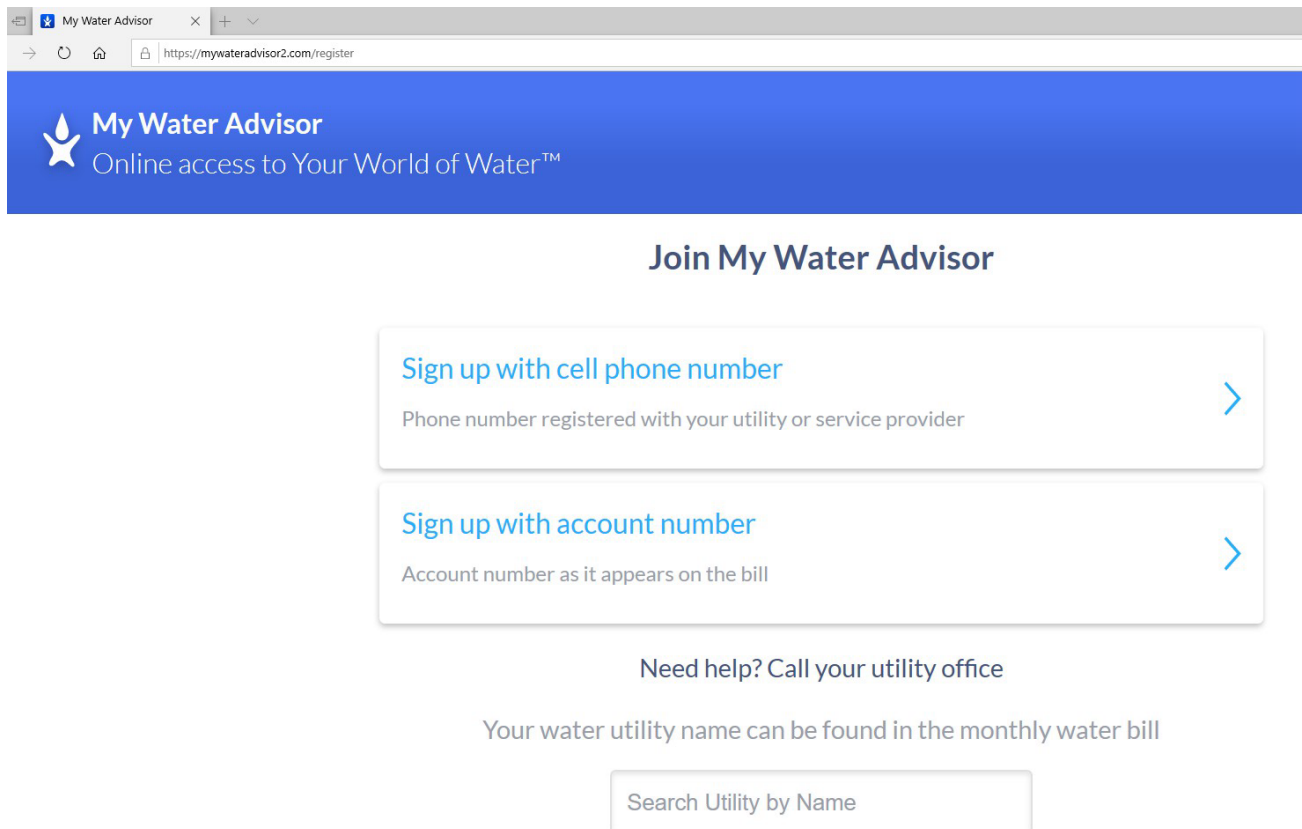 My Water Advisor
https://mywateradvisor2.com/register
My Water Advisor
Online access to Your World of Water™
Join My Water Advisor
Sign up with cell phone number
Phone number registered with your utility or service provider
Sign up with account number
Account number as it appears on the bill
Need help? Call your utility office
Your water utility name can be found in the monthly water bill
Search Utility by Name